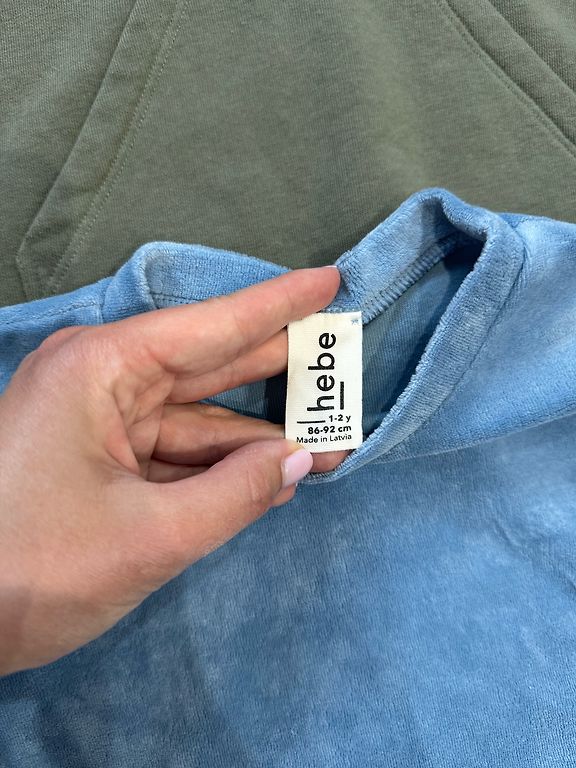 hebe
1-2 y
86-92 cm
Made in Latvia